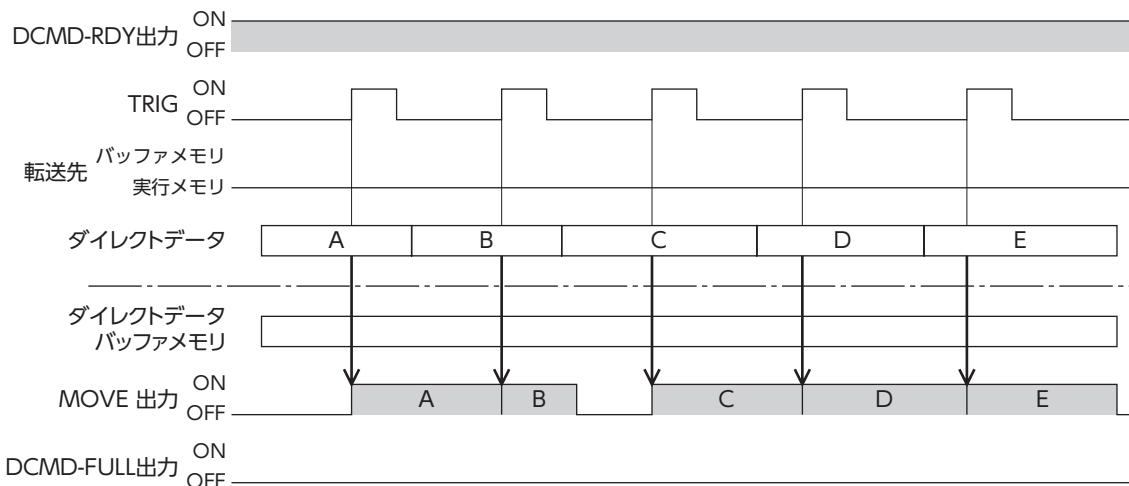 DCMD-RDY出力 ON
OFF
TRIG ON
OFF
転送先 バッファメモリ
実行メモリ
ダイレクトデータ A B C D E
ダイレクトデータ
バッファメモリ
MOVE 出力 ON
OFF
A B C D E
DCMD-FULL出力 ON
OFF